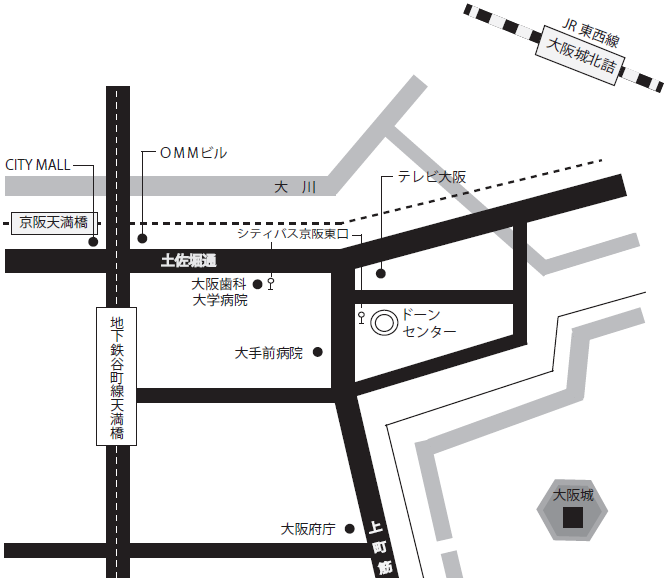 JR 東西線
大阪城北詰
OMMビル
CITY MALL
テレビ大阪
大 川
京阪天満橋
シティバス京阪東口
土佐堀通
大阪歯科
大学病院
ドーン
センター
地下鉄谷町線天満橋
大手前病院
大阪城
大阪府庁
上町筋